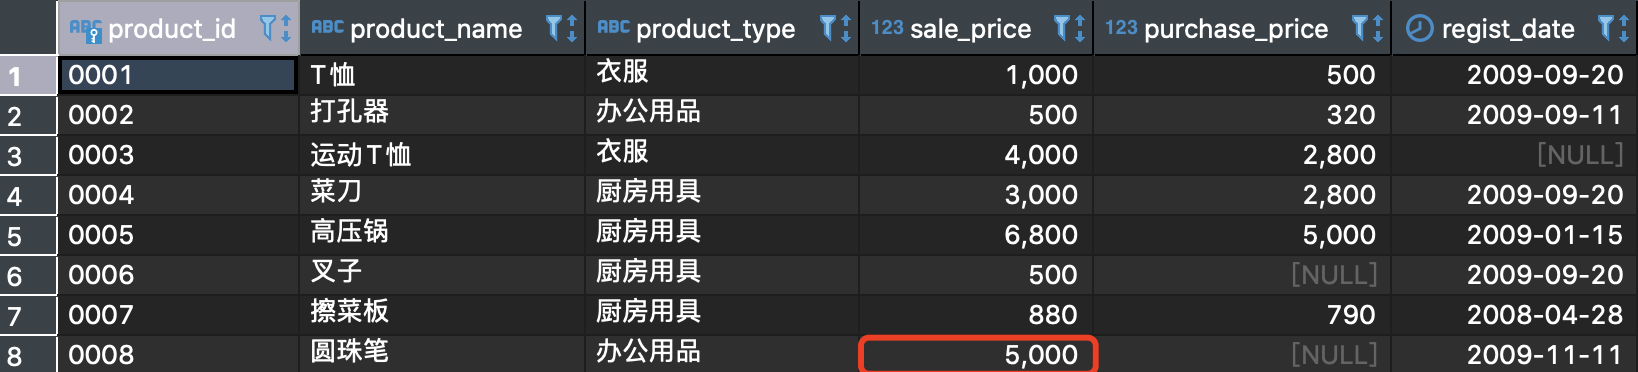 ABC product_id ABC product_name ABC product_type 123 sale_price 123 purchase_price regist_date
1 0001 T恤 衣服 1,000 500 2009-09-20
2 0002 打孔器 办公用品 500 320 2009-09-11
3 0003 运动T恤 衣服 4,000 2,800 [NULL]
4 0004 菜刀 厨房用具 3,000 2,800 2009-09-20
5 0005 高压锅 厨房用具 6,800 5,000 2009-01-15
6 0006 叉子 厨房用具 500 [NULL] 2009-09-20
7 0007 擦菜板 厨房用具 880 790 2008-04-28
8 0008 圆珠笔 办公用品 5,000 [NULL] 2009-11-11